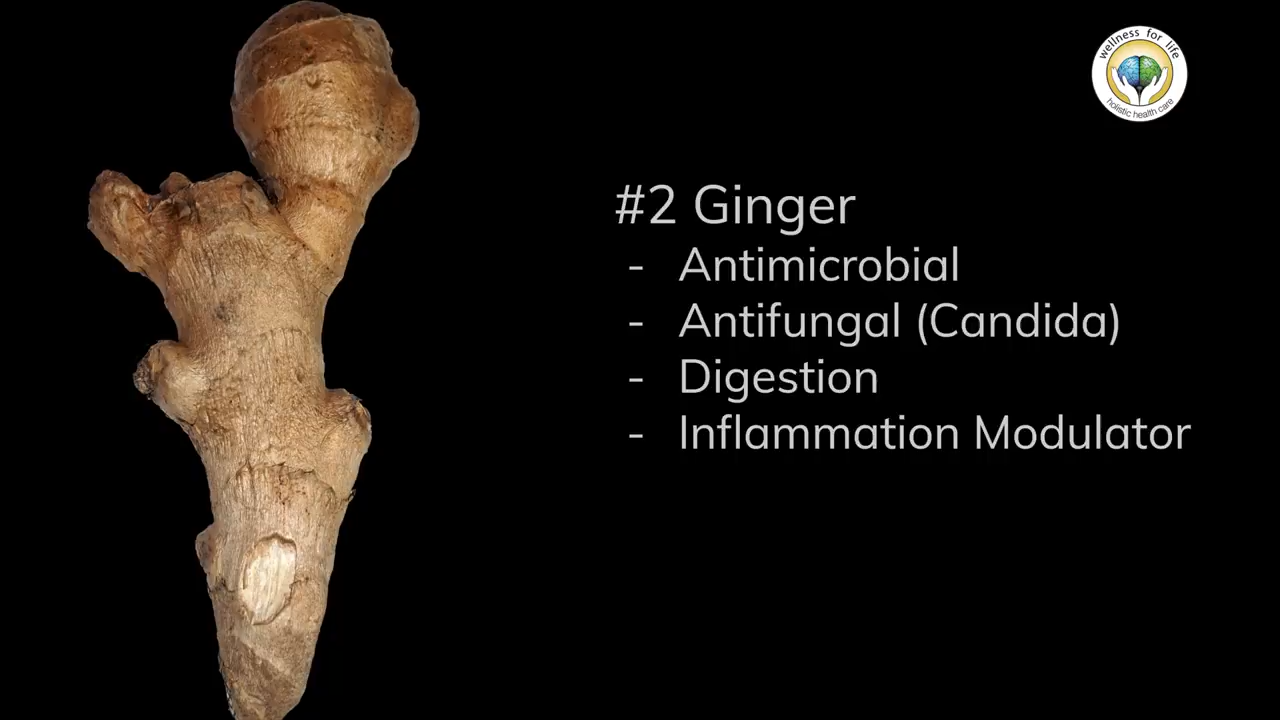 wellness for life
holistic health care
#2 Ginger
- Antimicrobial
- Antifungal (Candida)
- Digestion
- Inflammation Modulator